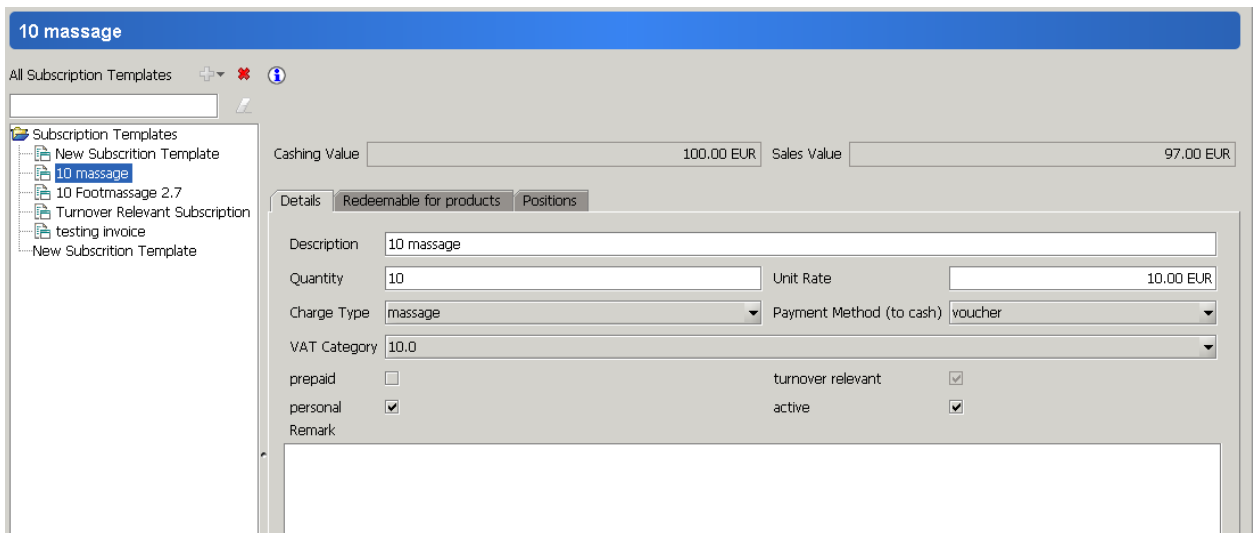 10 massage
All Subscription Templates
Subscription Templates
New Subscrition Template
10 massage
10 Footmassage 2.7
Turnover Relevant Subscription
testing invoice
New Subscrition Template
Cashing Value 100.00 EUR Sales Value 97.00 EUR
Details Redeemable for products Positions
Description 10 massage
Quantity 10 Unit Rate 10.00 EUR
Charge Type massage Payment Method (to cash) voucher
VAT Category 10.0
prepaid turnover relevant
personal active
Remark